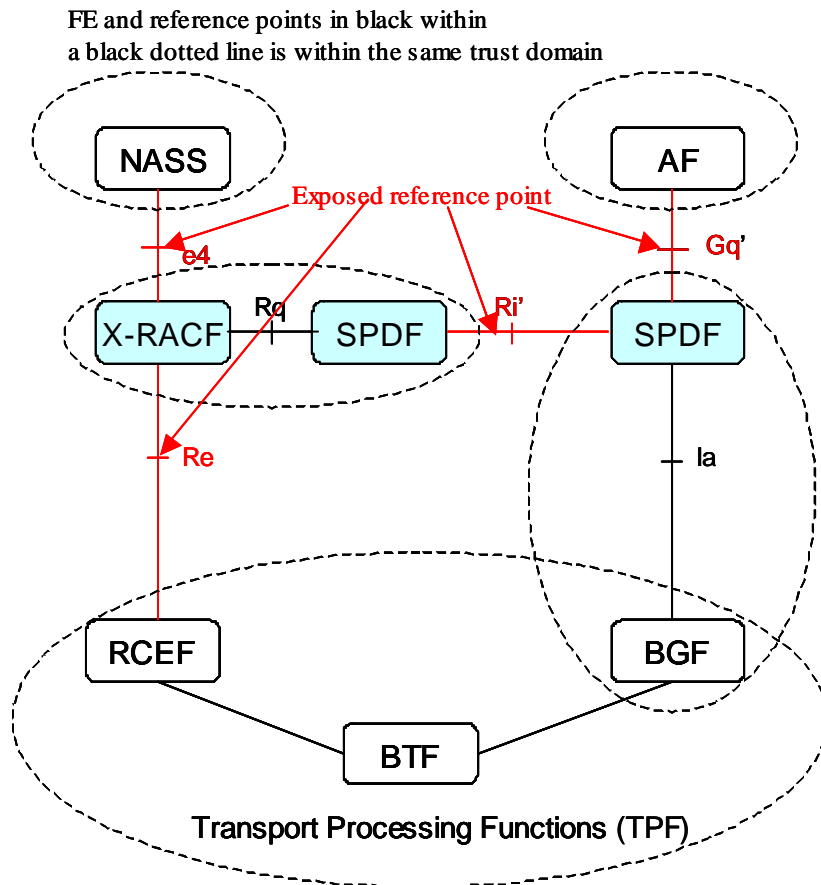 FE and reference points in black within
a black dotted line is within the same trust domain
NASS
AF
Exposed reference point
e4
Gq’
Rq
Ri’
X-RACF
SPDF
SPDF
Re
Ia
RCEF
BGF
BTF
Transport Processing Functions (TPF)